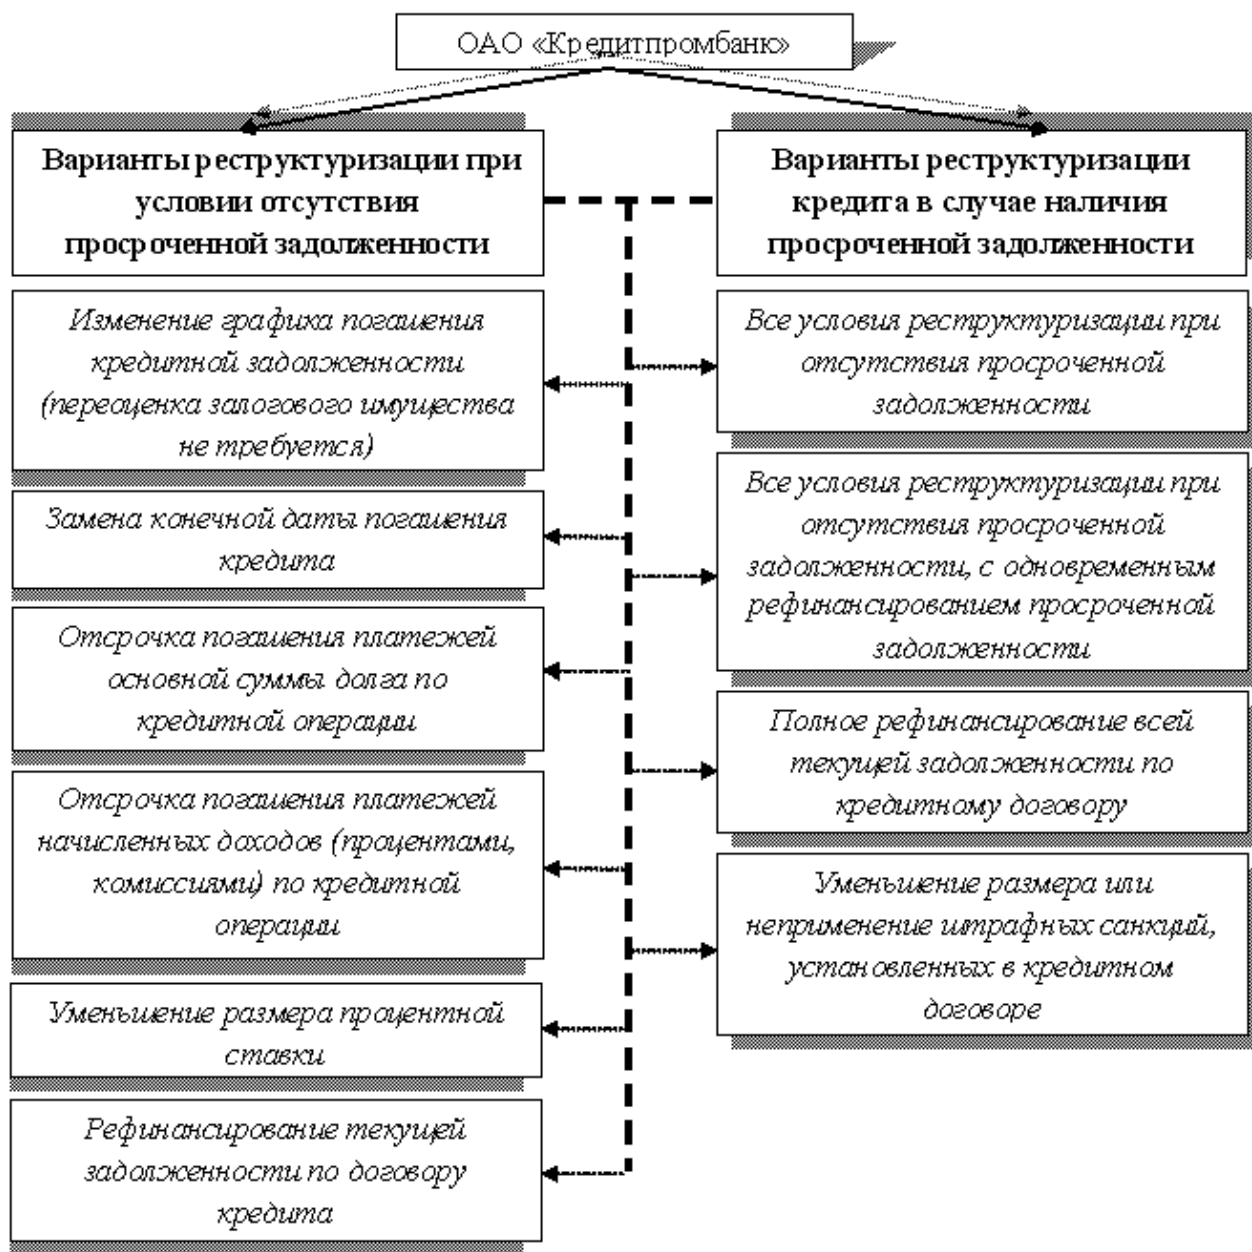 ОАО «Кредитпромбаню»
Варианты реструктуризации при
условии отсутствия
просроченной задолженности
Изменение графика погашения
кредитной задолженности
(переоценка залогового имущества
не требуется)
Замена конечной даты погашения
кредита
Отсрочка погашения платежей
основной суммы долга по
кредитной операции
Отсрочка погашения платежей
начисленных доходов (процентами,
комиссиями) по кредитной
операции
Уменьшение размера процентной
ставки
Рефинансирование текущей
задолженности по договору
кредита
Варианты реструктуризации
кредита в случае наличия
просроченной задолженности
Все условия реструктуризации при
отсутствия просроченной
задолженности
Все условия реструктуризации при
отсутствия просроченной
задолженности, с одновременным
рефинансированием просроченной
задолженности
Полное рефинансирование всей
текущей задолженности по
кредитному договору
Уменьшение размера или
неприменение штрафных санкций,
установленных в кредитном
договоре